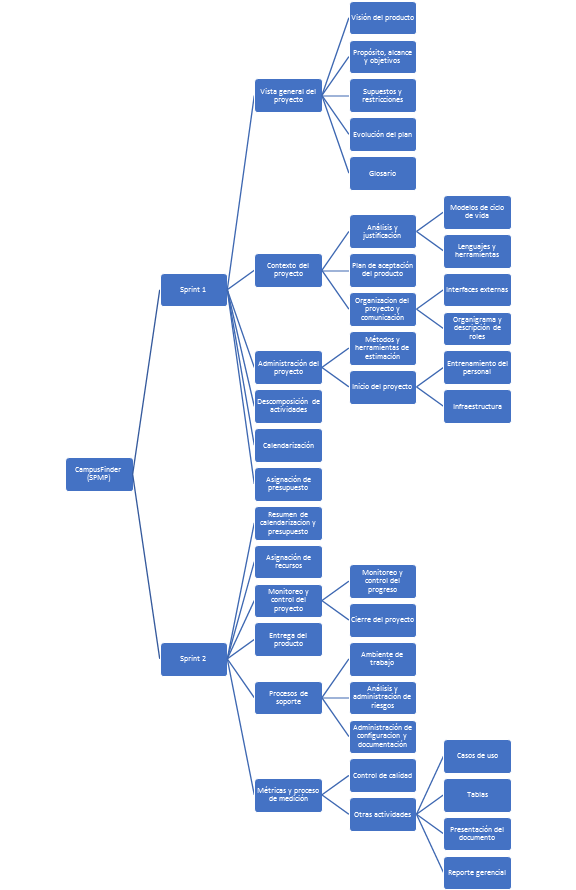 CampusFinder
(SPMP)
Sprint 1
Vista general del
proyecto
Visión del producto
Propósito, alcance
y objetivos
Supuestos y
restricciones
Evolución del plan
Glosario
Contexto del
proyecto
Análisis y
justificación
Modelos de ciclo
de vida
Lenguajes y
herramientas
Plan de aceptación
del producto
Organizacion del
proyecto y
comunicación
Interfaces externas
Organigrama y
descripción de
roles
Administración del
proyecto
Métodos y
herramientas de
estimación
Inicio del proyecto
Entrenamiento del
personal
Infraestructura
Descomposición de
actividades
Calendarización
Asignación de
presupuesto
Sprint 2
Resumen de
calendarizacion y
presupuesto
Asignación de
recursos
Monitoreo y
control del
proyecto
Monitoreo y
control del
progreso
Cierre del proyecto
Entrega del
producto
Procesos de
soporte
Ambiente de
trabajo
Análisis y
administracion de
riesgos
Administración de
configuracion y
documentación
Métricas y proceso
de medición
Control de calidad
Otras actividades
Casos de uso
Tablas
Presentación del
documento
Reporte gerencial